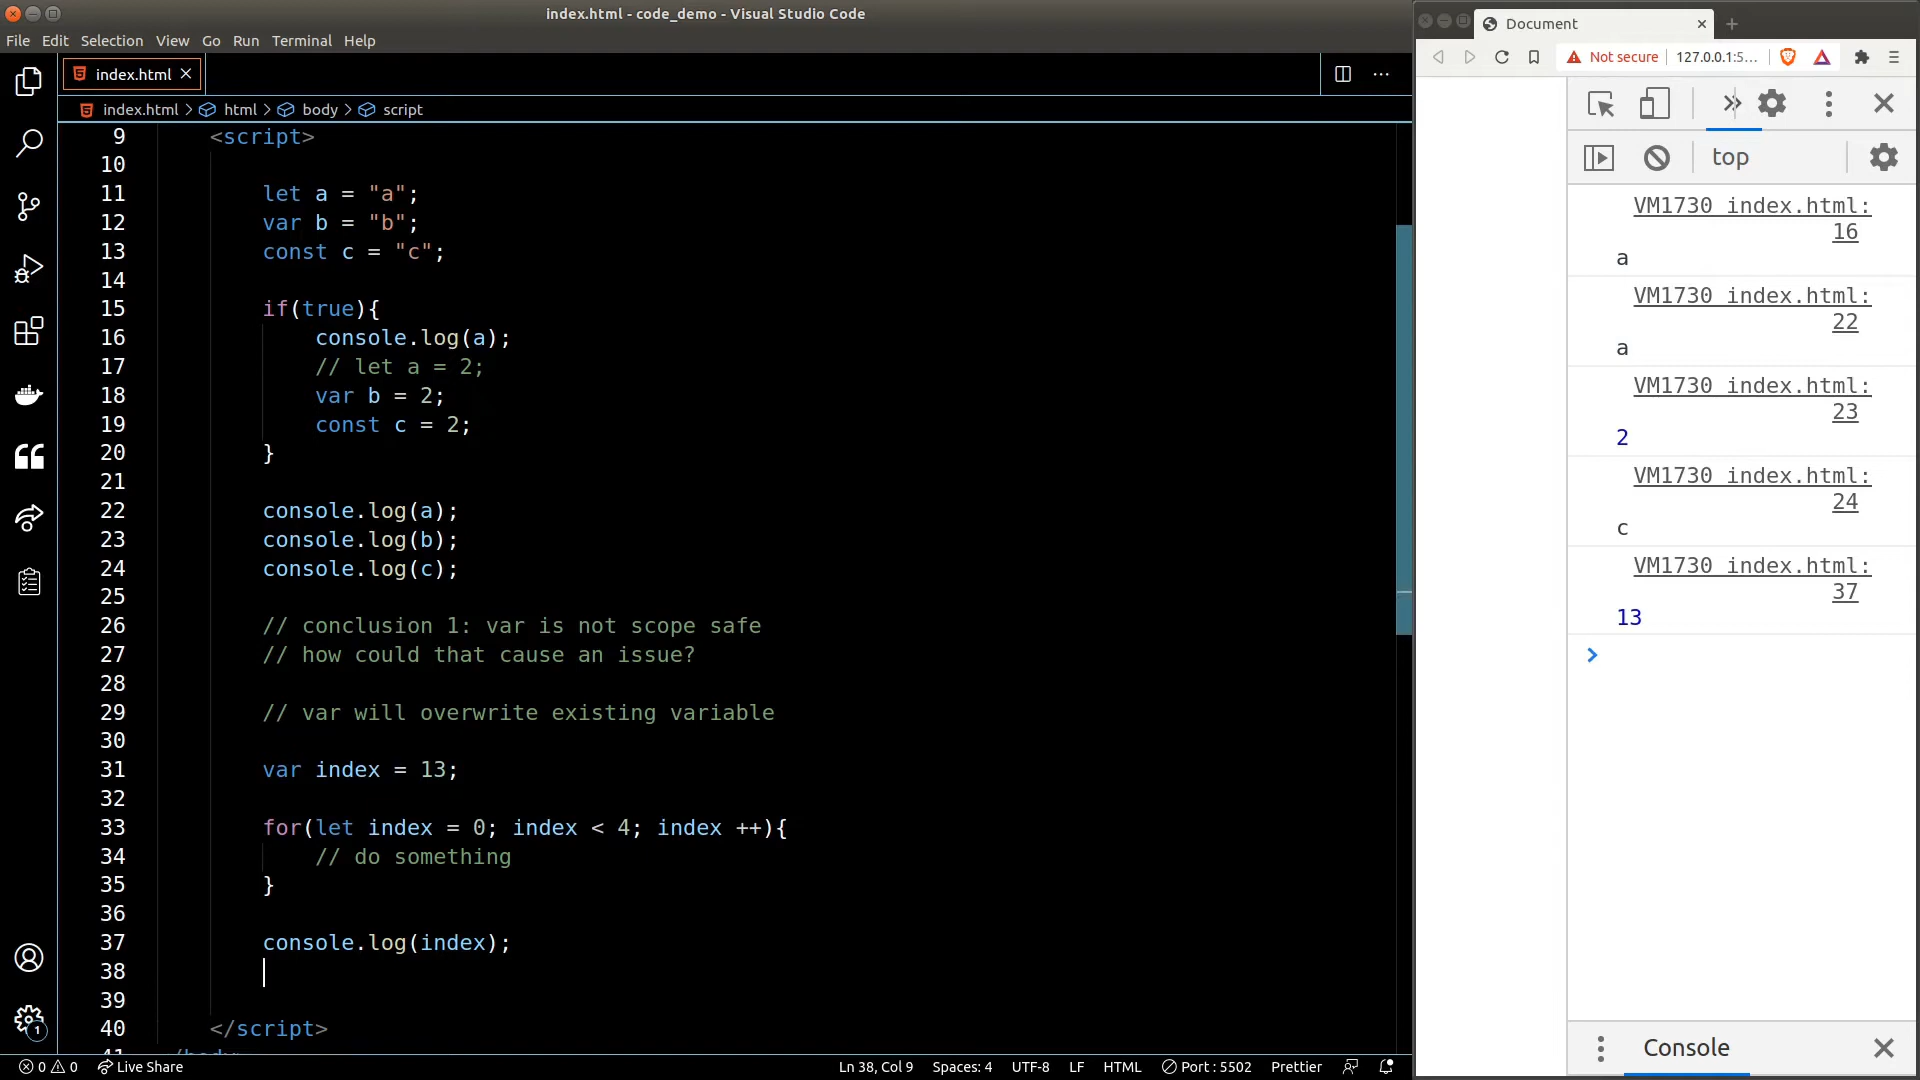 index.html - code_demo - Visual Studio Code
File Edit Selection View Go Run Terminal Help
index.html
index.html > html > body > script
9 <script>
10
11 let a = "a";
12 var b = "b";
13 const c = "c";
14
15 if(true){
16 console.log(a);
17 // let a = 2;
18 var b = 2;
19 const c = 2;
20 }
21
22 console.log(a);
23 console.log(b);
24 console.log(c);
25
26 // conclusion 1: var is not scope safe
27 // how could that cause an issue?
28
29 // var will overwrite existing variable
30
31 var index = 13;
32
33 for(let index = 0; index < 4; index ++){
34 // do something
35 }
36
37 console.log(index);
38
39
40 </script>
1
0 0 Live Share Ln 38, Col 9 Spaces: 4 UTF-8 LF HTML Port : 5502 Prettier
Document
Not secure 127.0.0.1:5...
top
VM1730 index.html:
16
a
VM1730 index.html:
22
a
VM1730 index.html:
23
2
VM1730 index.html:
24
c
VM1730 index.html:
37
13
Console